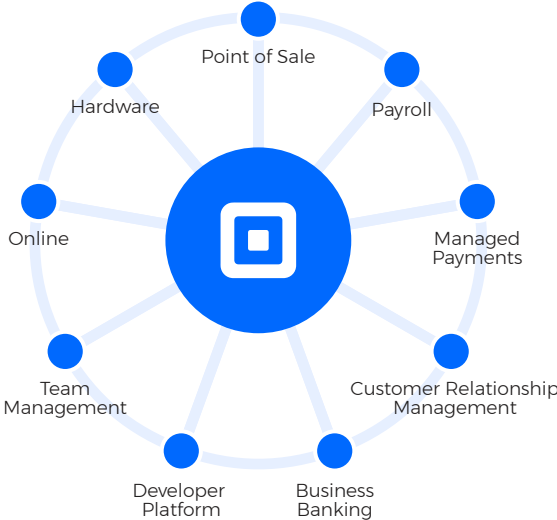 Point of Sale
Hardware
Payroll
Online
Managed
Payments
Team
Management
Customer Relationship
Management
Developer
Platform
Business
Banking